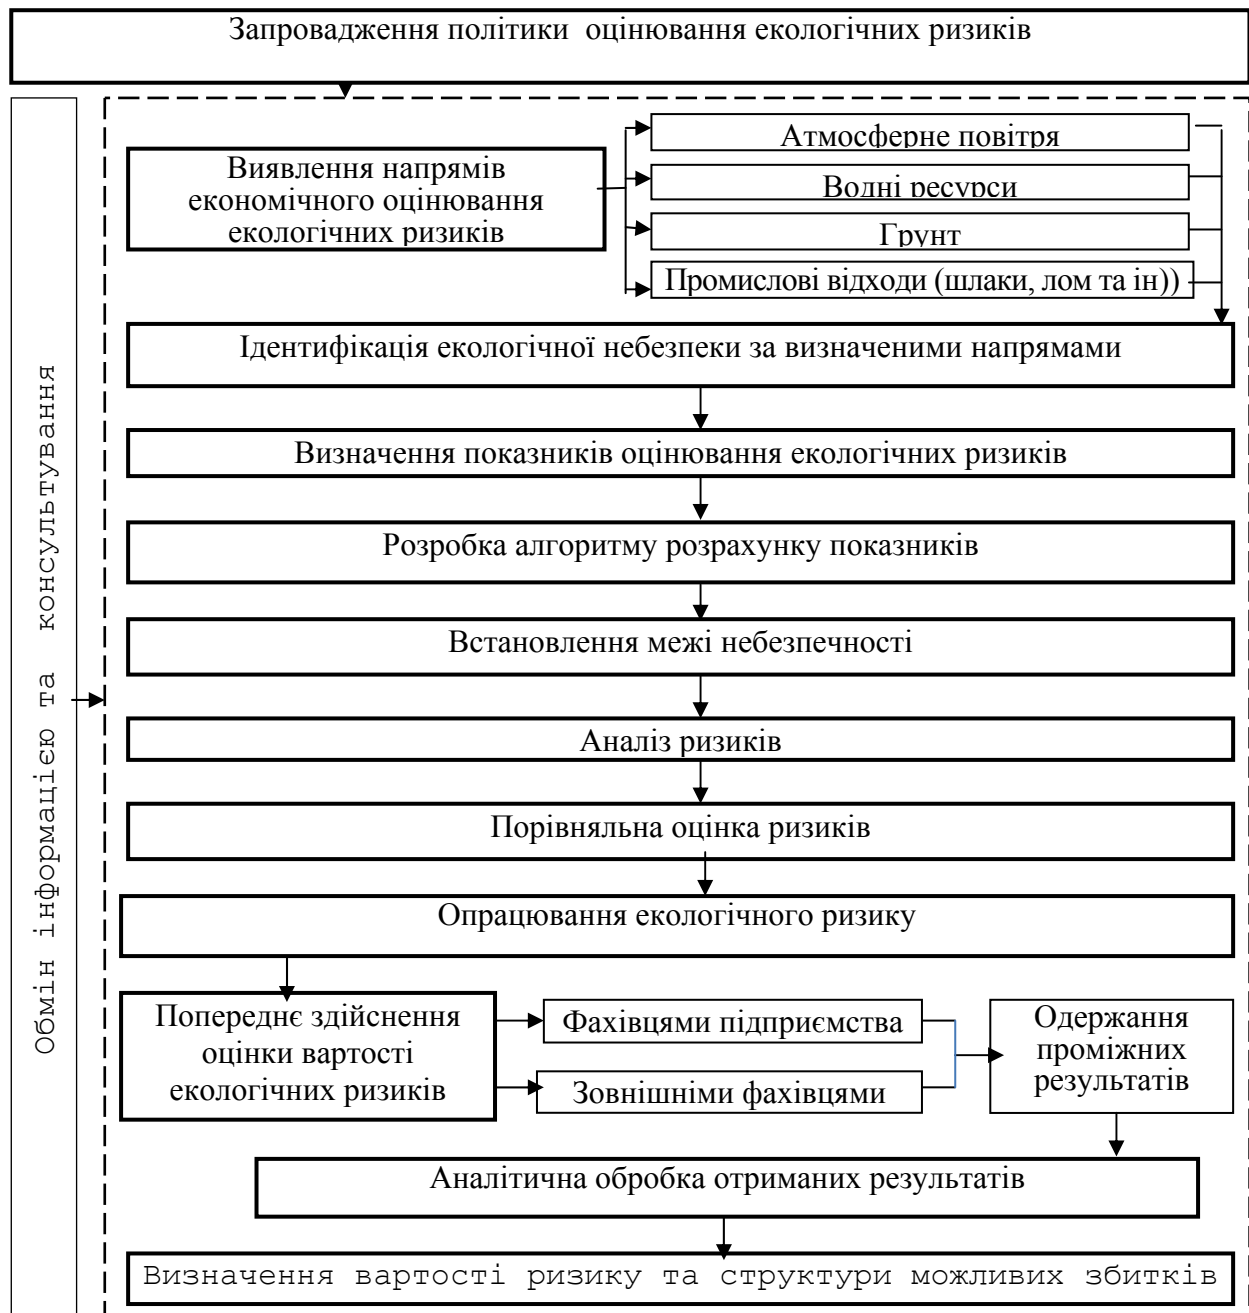 Запровадження політики оцінювання екологічних ризиків
Обмін інформацією та консультування
Виявлення напрямів
економічного оцінювання
екологічних ризиків
Атмосферне повітря
Водні ресурси
Грунт
Промислові відходи (шлаки, лом та ін))
Ідентифікація екологічної небезпеки за визначеними напрямами
Визначення показників оцінювання екологічних ризиків
Розробка алгоритму розрахунку показників
Встановлення межі небезпечності
Аналіз ризиків
Порівняльна оцінка ризиків
Опрацювання екологічного ризику
Попереднє здійснення
оцінки вартості
екологічних ризиків
Фахівцями підприємства
Зовнішніми фахівцями
Одержання
проміжних
результатів
Аналітична обробка отриманих результатів
Визначення вартості ризику та структури можливих збитків